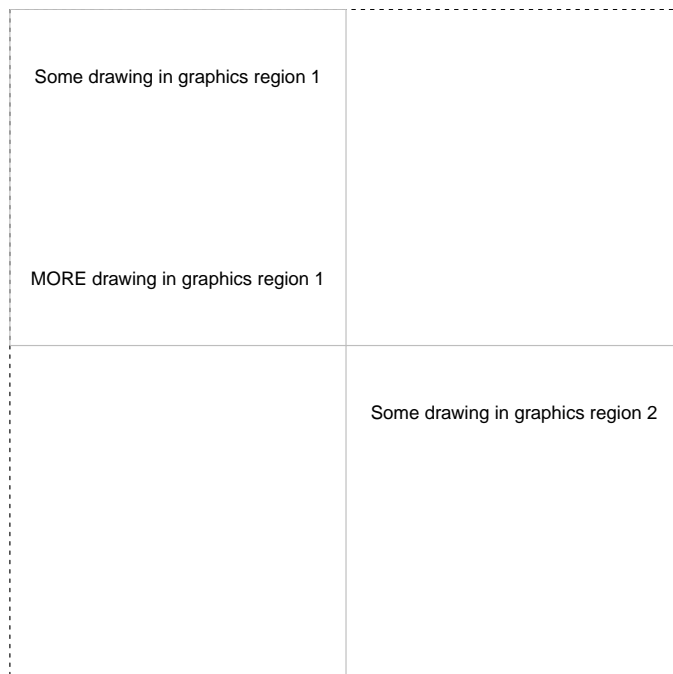 Some drawing in graphics region 1
MORE drawing in graphics region 1
Some drawing in graphics region 2